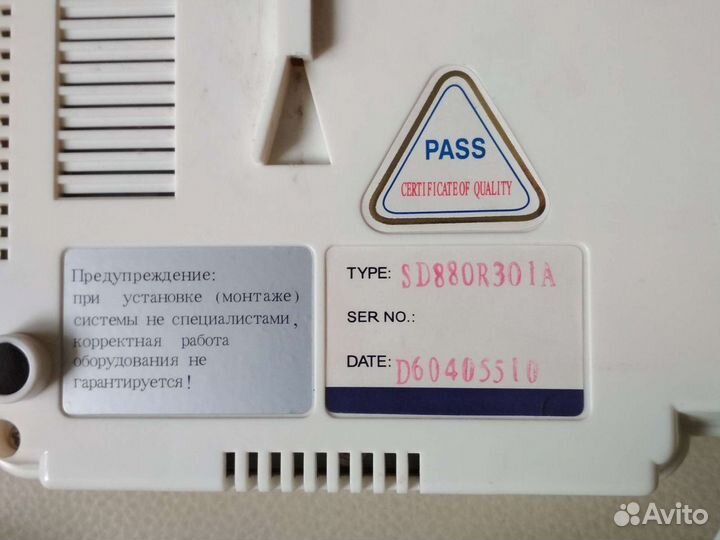 PASS
CERTIFICATE OF QUALITY
Предупреждение:
при установке (монтаже)
системы не специалистами,
корректная работа
оборудования не
гарантируется!
TYPE: SD880R301A
SER NO.:
DATE: D60405510
Avito